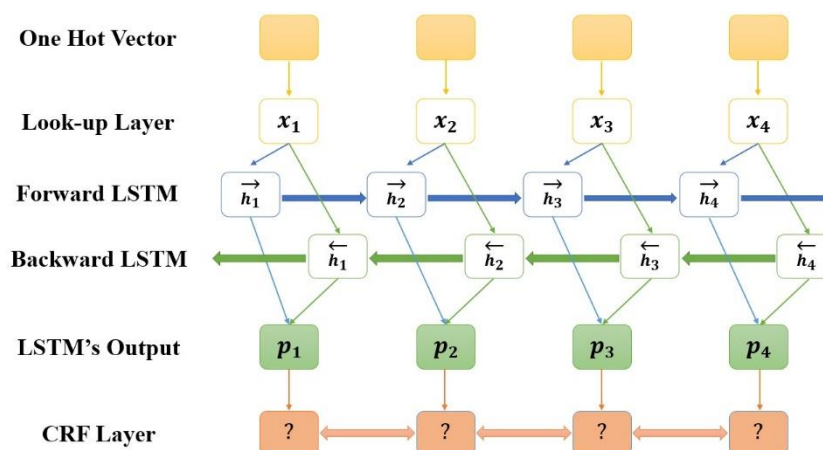 One Hot Vector
Look-up Layer x₁ x₂ x₃ x₄
Forward LSTM h₁→ h₂→ h₃→ h₄→
Backward LSTM h₁← h₂← h₃← h₄←
LSTM’s Output p₁ p₂ p₃ p₄
CRF Layer ? ? ? ?